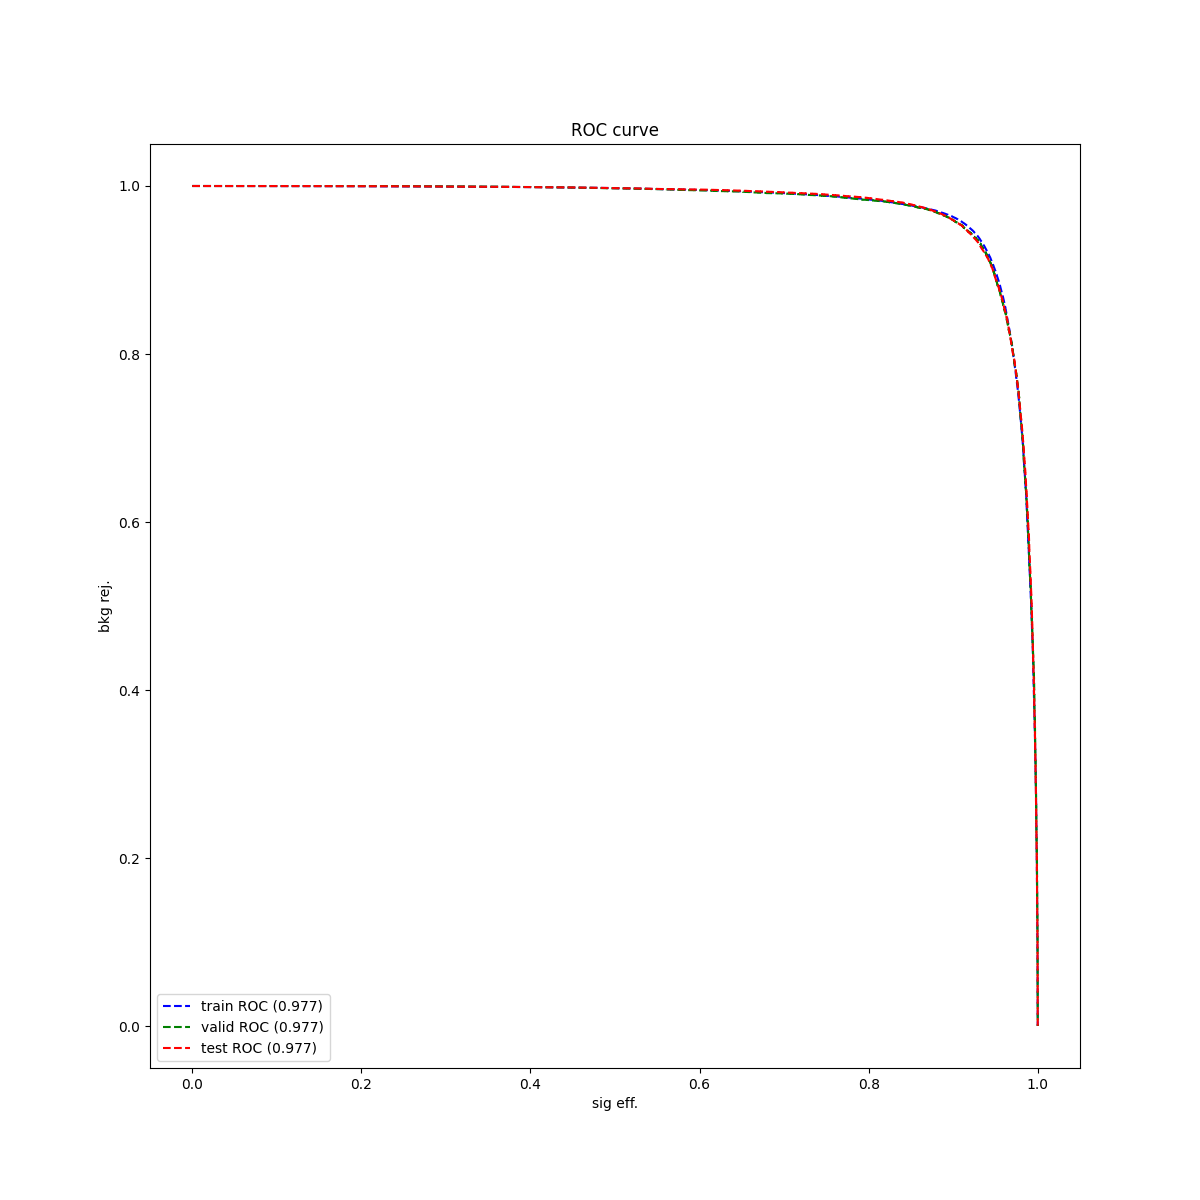 ROC curve
1.0
0.8
0.6
0.4
0.2
0.0
bkg rej.
train ROC (0.977)
valid ROC (0.977)
test ROC (0.977)
0.0 0.2 0.4 0.6 0.8 1.0
sig eff.